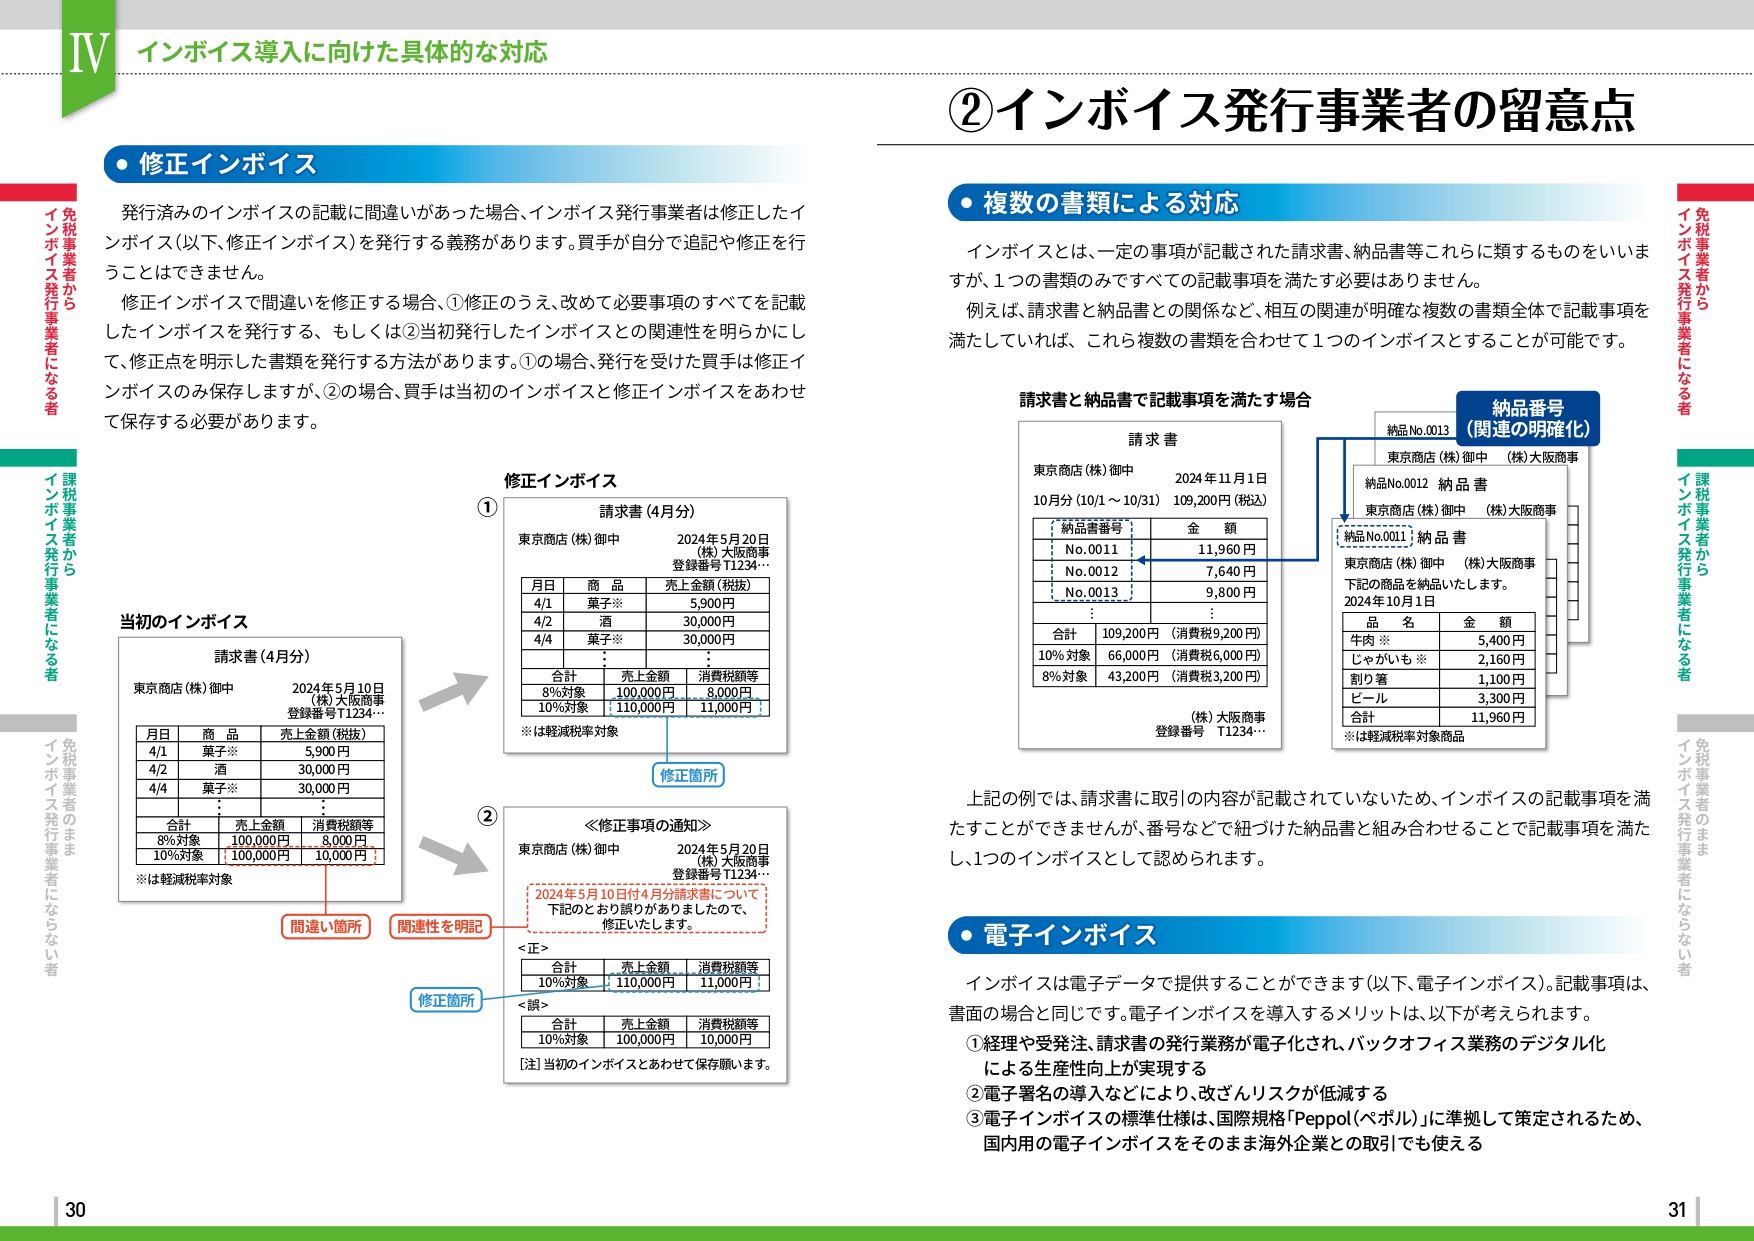 IV
インボイス導入に向けた具体的な対応
②インボイス発行事業者の留意点
免税事業者から
インボイス発行事業者になる者
課税事業者から
インボイス発行事業者になる者
免税事業者のまま
インボイス発行事業者にならない者
● 修正インボイス
発行済みのインボイスの記載に間違いがあった場合、インボイス発行事業者は修正したイ
ンボイス（以下、修正インボイス）を発行する義務があります。買手が自分で追記や修正を行
うことはできません。
修正インボイスで間違いを修正する場合、①修正のうえ、改めて必要事項のすべてを記載
したインボイスを発行する、もしくは②当初発行したインボイスとの関連性を明らかにし
て、修正点を明示した書類を発行する方法があります。①の場合、発行を受けた買手は修正イ
ンボイスのみ保存しますが、②の場合、買手は当初のインボイスと修正インボイスをあわせ
て保存する必要があります。
当初のインボイス
請求書（4月分）
東京商店（株）御中 2024年5月10日
（株）大阪商事
登録番号T1234…
月日 商　品 売上金額（税抜）
4/1 菓子※ 5,900円
4/2 酒 30,000円
4/4 菓子※ 30,000円
： ：
合計 売上金額 消費税額等
8%対象 100,000円 8,000円
10%対象 100,000円 10,000円
※は軽減税率対象
間違い箇所
修正インボイス
①
請求書（4月分）
東京商店（株）御中 2024年5月20日
（株）大阪商事
登録番号T1234…
月日 商　品 売上金額（税抜）
4/1 菓子※ 5,900円
4/2 酒 30,000円
4/4 菓子※ 30,000円
： ：
合計 売上金額 消費税額等
8%対象 100,000円 8,000円
10%対象 110,000円 11,000円
※は軽減税率対象
修正箇所
②
≪修正事項の通知≫
東京商店（株）御中 2024年5月20日
（株）大阪商事
登録番号T1234…
2024年5月10日付4月分請求書について
下記のとおり誤りがありましたので、
修正いたします。
関連性を明記
＜正＞
合計 売上金額 消費税額等
10%対象 110,000円 11,000円
修正箇所
＜誤＞
合計 売上金額 消費税額等
10%対象 100,000円 10,000円
［注］当初のインボイスとあわせて保存願います。
30
● 複数の書類による対応
インボイスとは、一定の事項が記載された請求書、納品書等これらに類するものをいいま
すが、1つの書類のみですべての記載事項を満たす必要はありません。
例えば、請求書と納品書との関係など、相互の関連が明確な複数の書類全体で記載事項を
満たしていれば、これら複数の書類を合わせて1つのインボイスとすることが可能です。
請求書と納品書で記載事項を満たす場合
請 求 書
東京商店（株）御中
2024年11月1日
10月分（10/1～10/31） 109,200円（税込）
納品書番号 金　額
No.0011 11,960円
No.0012 7,640円
No.0013 9,800円
： ：
合計 109,200円 （消費税9,200円）
10%対象 66,000円 （消費税6,000円）
8%対象 43,200円 （消費税3,200円）
（株）大阪商事
登録番号　T1234…
納品番号
（関連の明確化）
納品No.0013
東京商店（株）御中 （株）大阪商事
納品No.0012 納 品 書
東京商店（株）御中 （株）大阪商事
納品No.0011 納 品 書
東京商店（株）御中 （株）大阪商事
下記の商品を納品いたします。
2024年10月1日
品　名 金　額
牛肉 ※ 5,400円
じゃがいも ※ 2,160円
割り箸 1,100円
ビール 3,300円
合計 11,960円
※は軽減税率対象商品
上記の例では、請求書に取引の内容が記載されていないため、インボイスの記載事項を満
たすことができませんが、番号などで紐づけた納品書と組み合わせることで記載事項を満た
し、1つのインボイスとして認められます。
● 電子インボイス
インボイスは電子データで提供することができます（以下、電子インボイス）。記載事項は、
書面の場合と同じです。電子インボイスを導入するメリットは、以下が考えられます。
①経理や受発注、請求書の発行業務が電子化され、バックオフィス業務のデジタル化
による生産性向上が実現する
②電子署名の導入などにより、改ざんリスクが低減する
③電子インボイスの標準仕様は、国際規格「Peppol（ペポル）」に準拠して策定されるため、
国内用の電子インボイスをそのまま海外企業との取引でも使える
免税事業者から
インボイス発行事業者になる者
課税事業者から
インボイス発行事業者になる者
免税事業者のまま
インボイス発行事業者にならない者
31